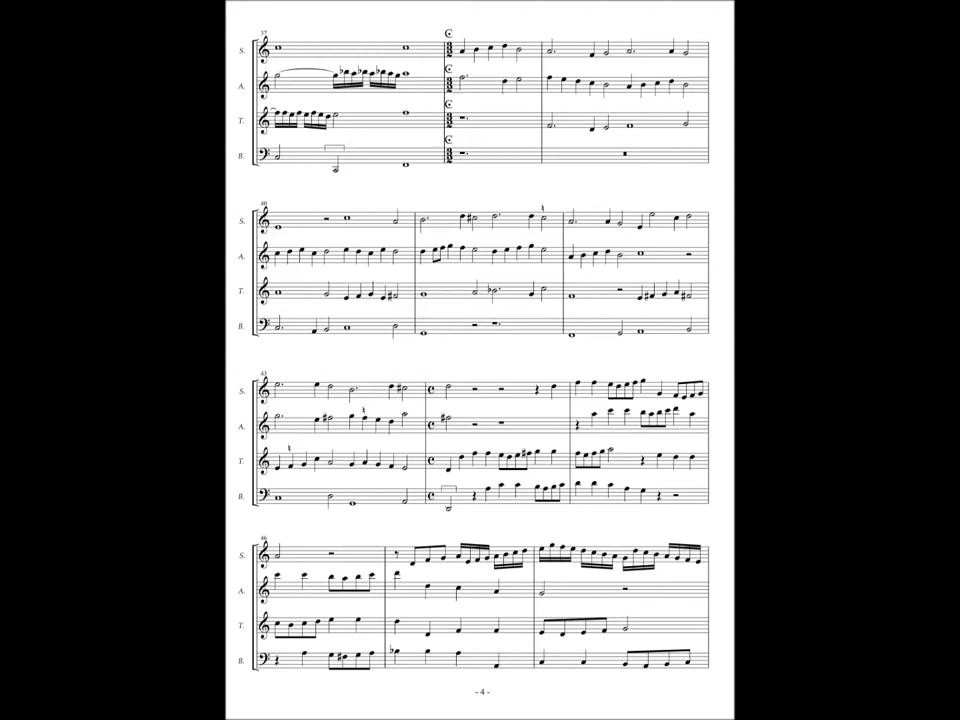 37
S.
A.
T.
B.
40
S.
A.
T.
B.
43
S.
A.
T.
B.
46
S.
A.
T.
B.
- 4 -